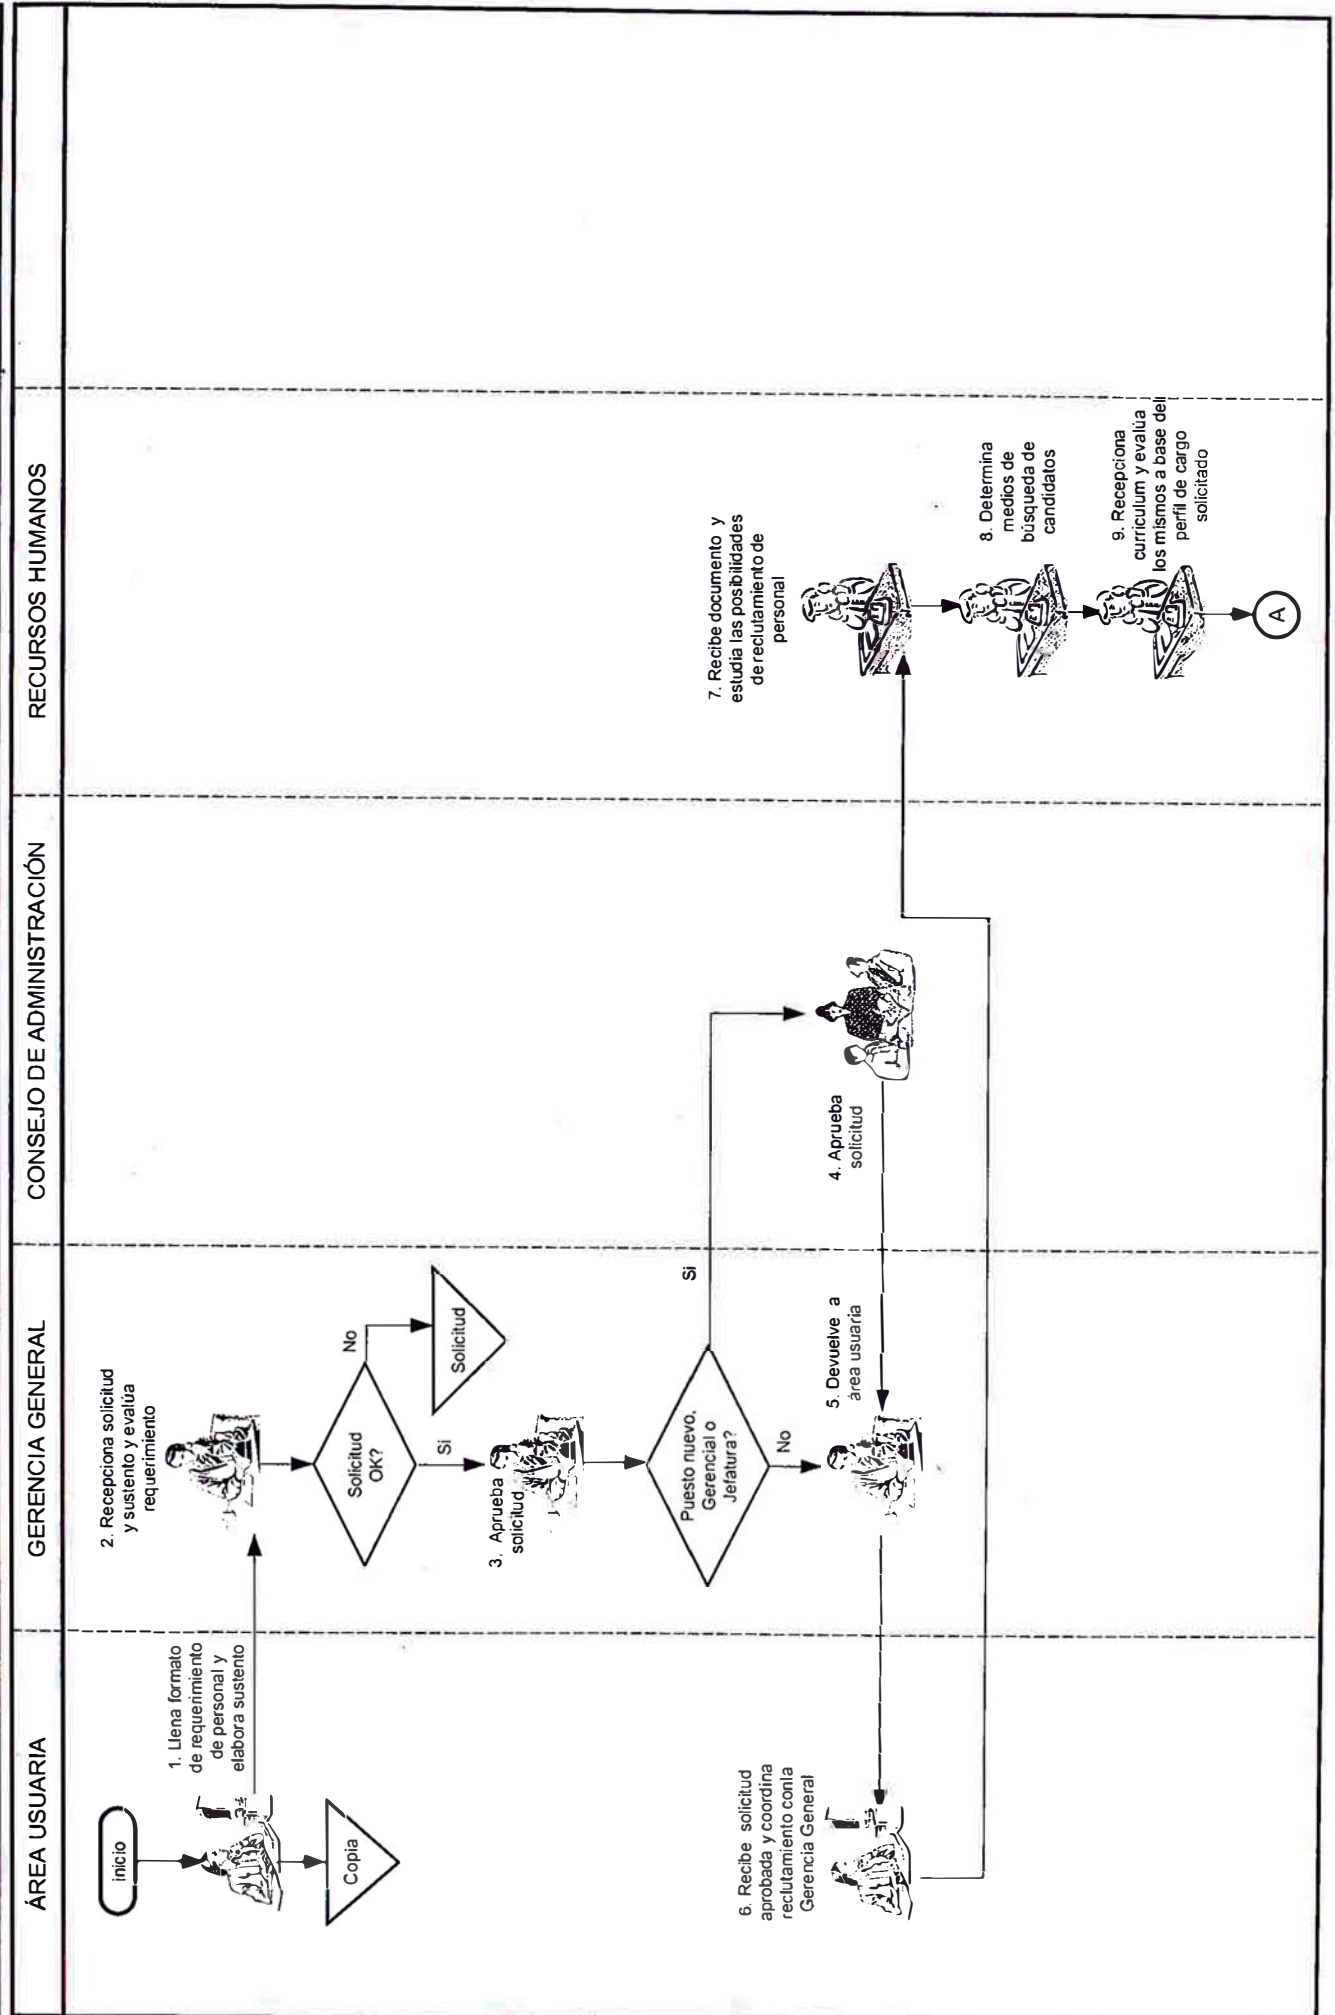 ÁREA USUARIA
GERENCIA GENERAL
CONSEJO DE ADMINISTRACIÓN
RECURSOS HUMANOS
inicio
1. Llena formato
de requerimiento
de personal y
elabora sustento
Copia
2. Recepciona solicitud
y sustento y evalúa
requerimiento
Solicitud
OK?
No
Solicitud
Si
3. Aprueba
solicitud
Puesto nuevo,
Gerencial o
Jefatura?
Si
No
4. Aprueba
solicitud
5. Devuelve a
área usuaria
6. Recibe solicitud
aprobada y coordina
reclutamiento conla
Gerencia General
7. Recibe documento y
estudia las posibilidades
de reclutamiento de
personal
8. Determina
medios de
búsqueda de
candidatos
9. Recepciona
curriculum y evalúa
los mismos a base del
perfil de cargo
solicitado
A